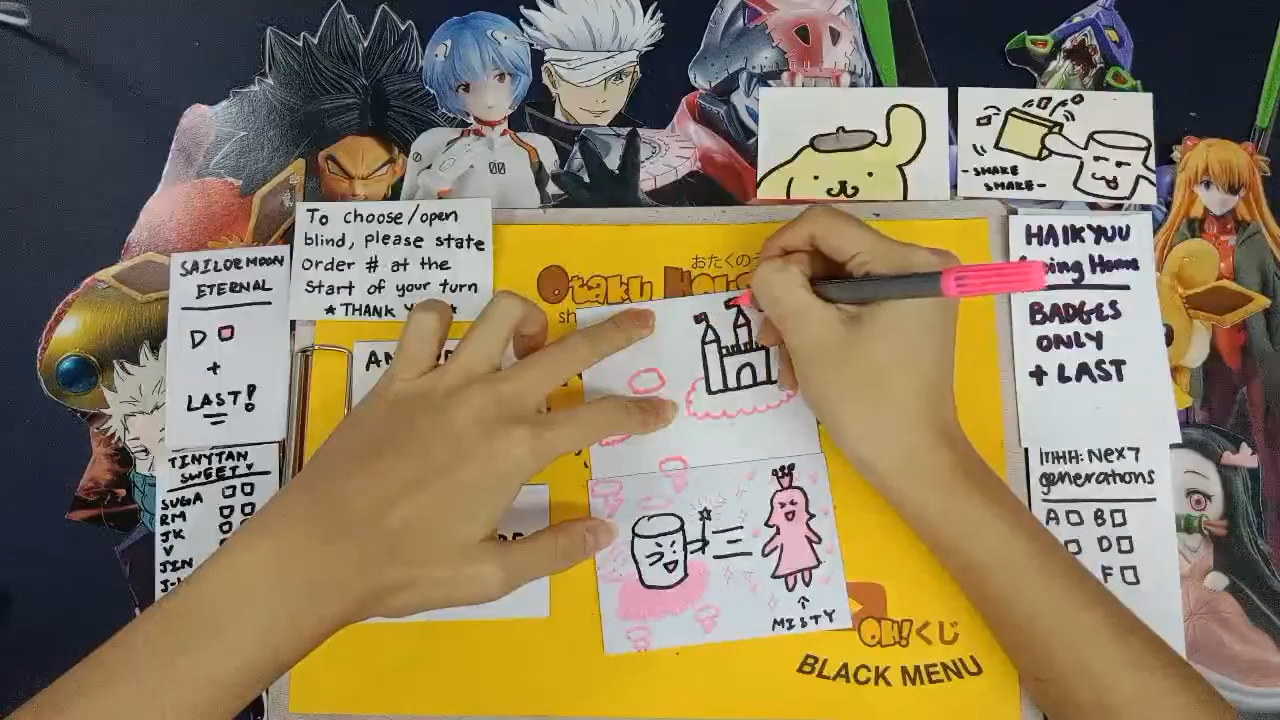 -SHAKE
SHAKE-
To choose/open
blind, please state
Order # at the
start of your turn
SAILORMOON
ETERNAL
D
+
LAST!
HAIKYUU
BADGES
ONLY
+ LAST
おたくの
Otaku
sh
TINYTAN
SWEET
SUGA
RM
JK
V
JIN
Next
generations
A B
D
F
00
MISTY
Oh!くじ
BLACK MENU